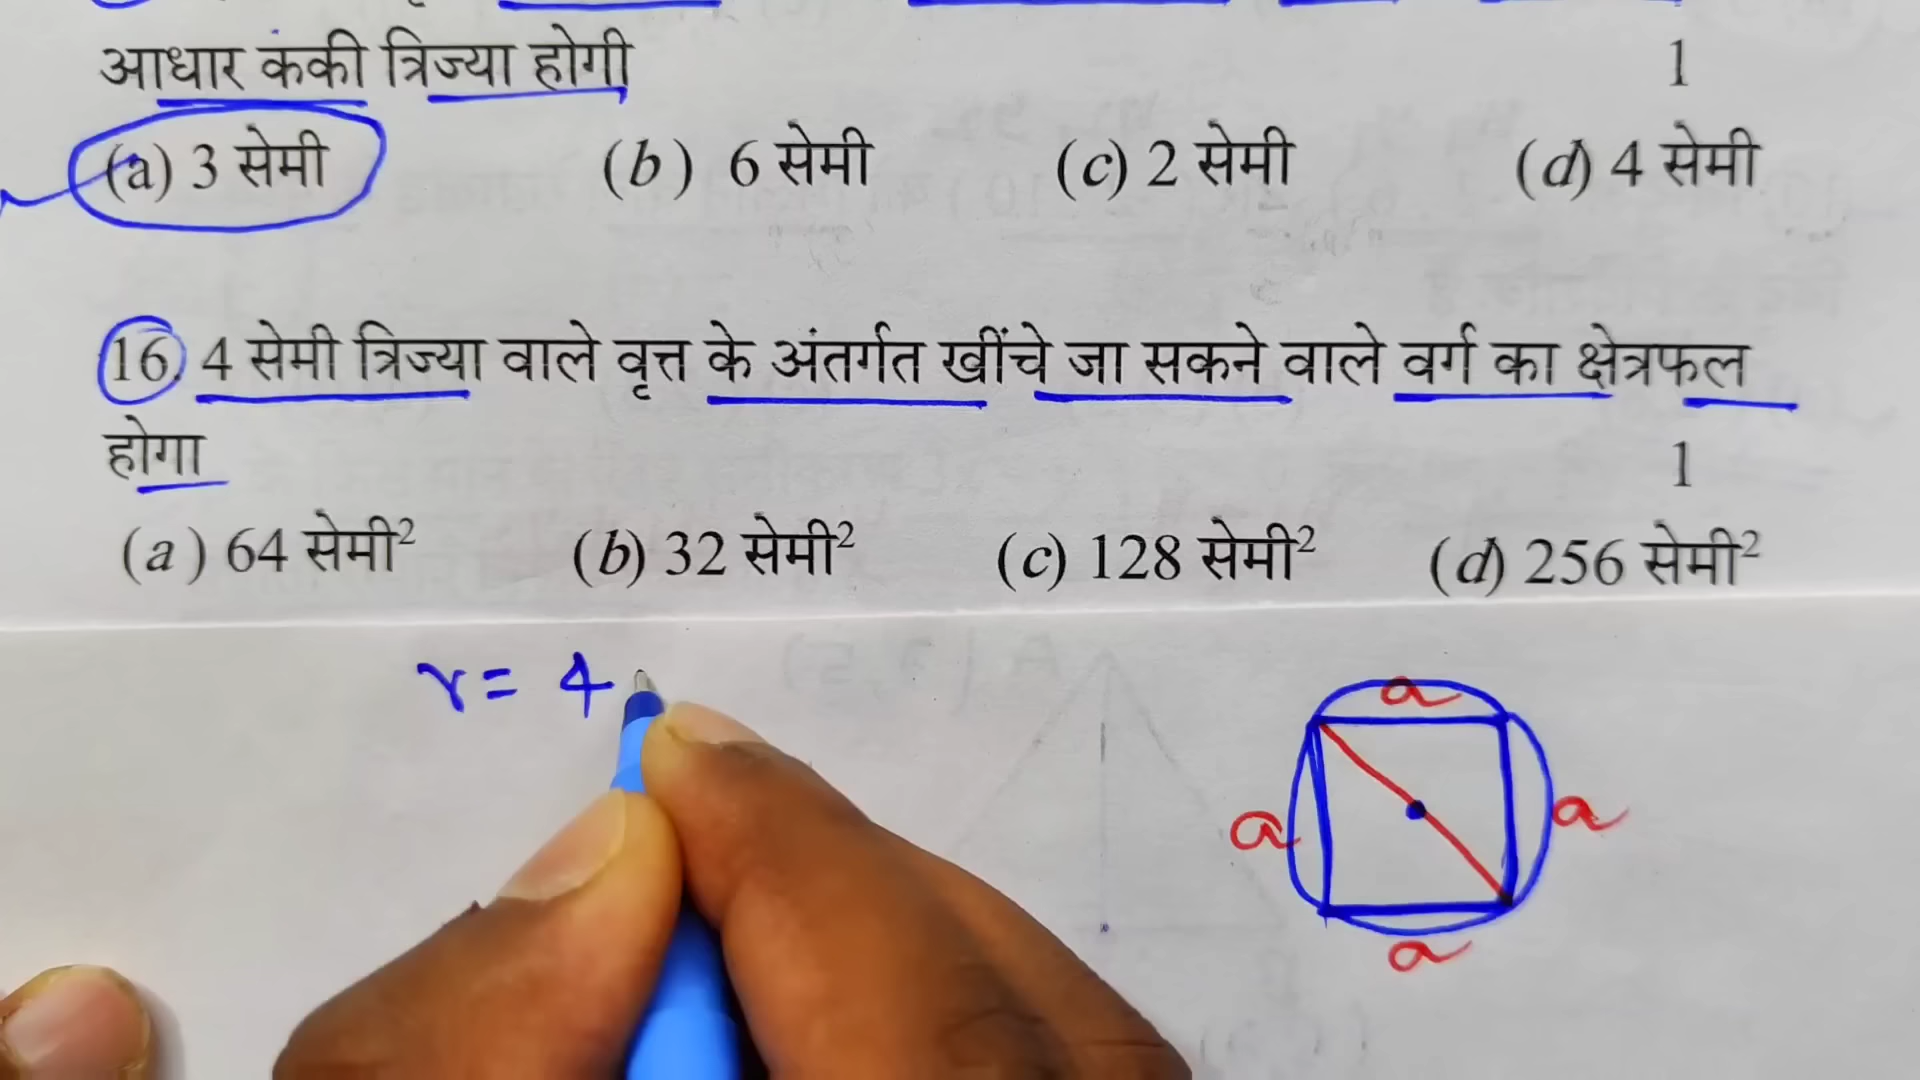 आधार ककी त्रिज्या होगी 1
(a) 3 सेमी (b) 6 सेमी (c) 2 सेमी (d) 4 सेमी
16. 4 सेमी त्रिज्या वाले वृत्त के अंतर्गत खींचे जा सकने वाले वर्ग का क्षेत्रफल
होगा 1
(a) 64 सेमी² (b) 32 सेमी² (c) 128 सेमी² (d) 256 सेमी²
r = 4
a
a a
a